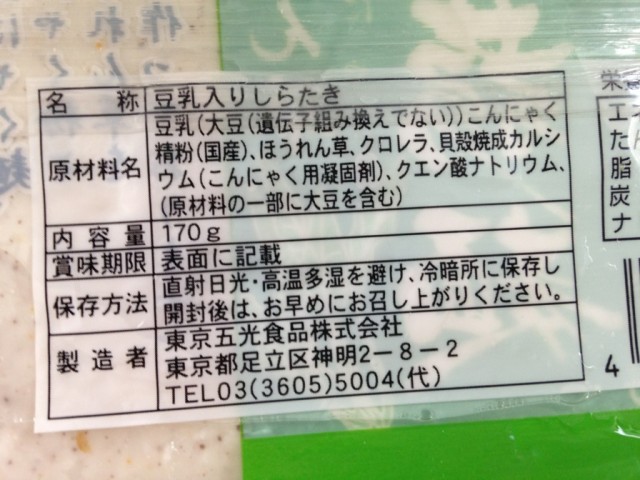 名称 豆乳入りしらたき
原材料名 豆乳(大豆(遺伝子組み換えでない))こんにゃく
精粉(国産)、ほうれん草、クロレラ、貝殻焼成カルシ
ウム(こんにゃく用凝固剤)、クエン酸ナトリウム、
(原材料の一部に大豆を含む)
内容量 170g
賞味期限 表面に記載
保存方法 直射日光・高温多湿を避け、冷暗所に保存し
開封後は、お早めにお召し上がりください。
製造者 東京五光食品株式会社
東京都足立区神明2-8-2
TEL03(3605)5004(代)
栄
エ
た
脂
炭
ナ
4